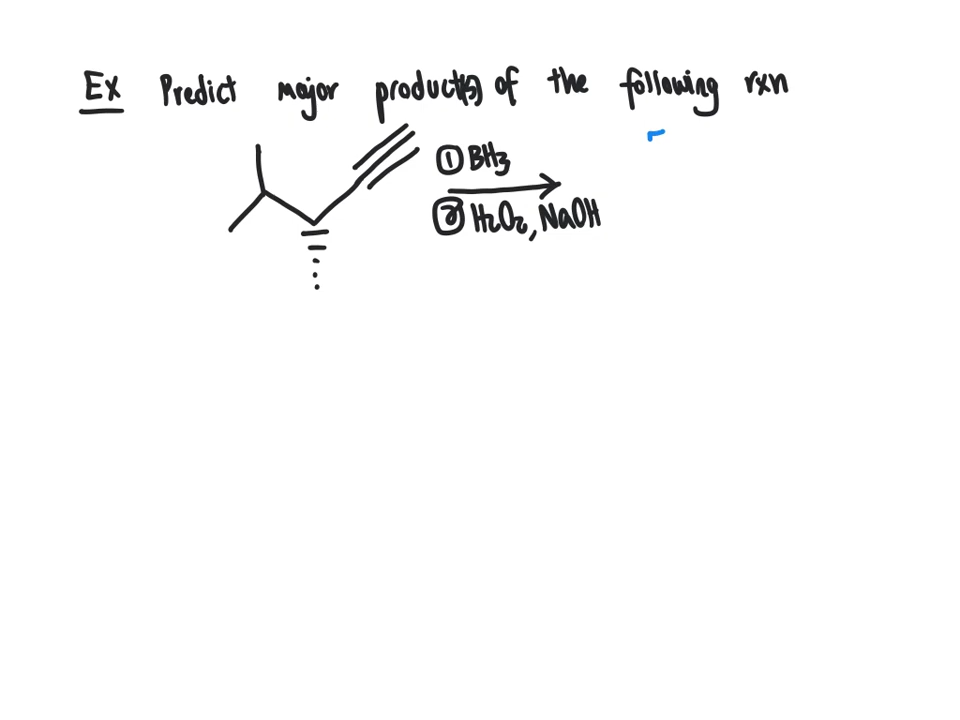 Ex Predict major product(s) of the following rxn
① BH₃
② H₂O₂, NaOH